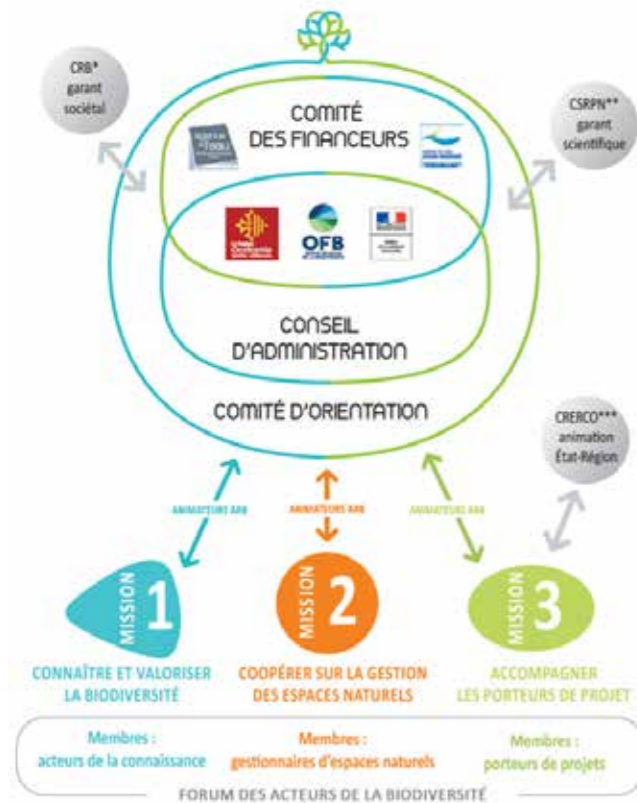 CRB*
garant
sociétal
COMITÉ
DES FINANCEURS
CSRPN**
garant
scientifique
OFB
CONSEIL
D'ADMINISTRATION
COMITÉ D'ORIENTATION
CRERCO***
animation
État-Région
ANIMATEURS ARB
ANIMATEURS ARB
ANIMATEURS ARB
MISSION 1
MISSION 2
MISSION 3
CONNAÎTRE ET VALORISER
LA BIODIVERSITÉ
COOPÉRER SUR LA GESTION
DES ESPACES NATURELS
ACCOMPAGNER
LES PORTEURS DE PROJET
Membres :
acteurs de la connaissance
Membres :
gestionnaires d'espaces naturels
Membres :
porteurs de projets
FORUM DES ACTEURS DE LA BIODIVERSITÉ